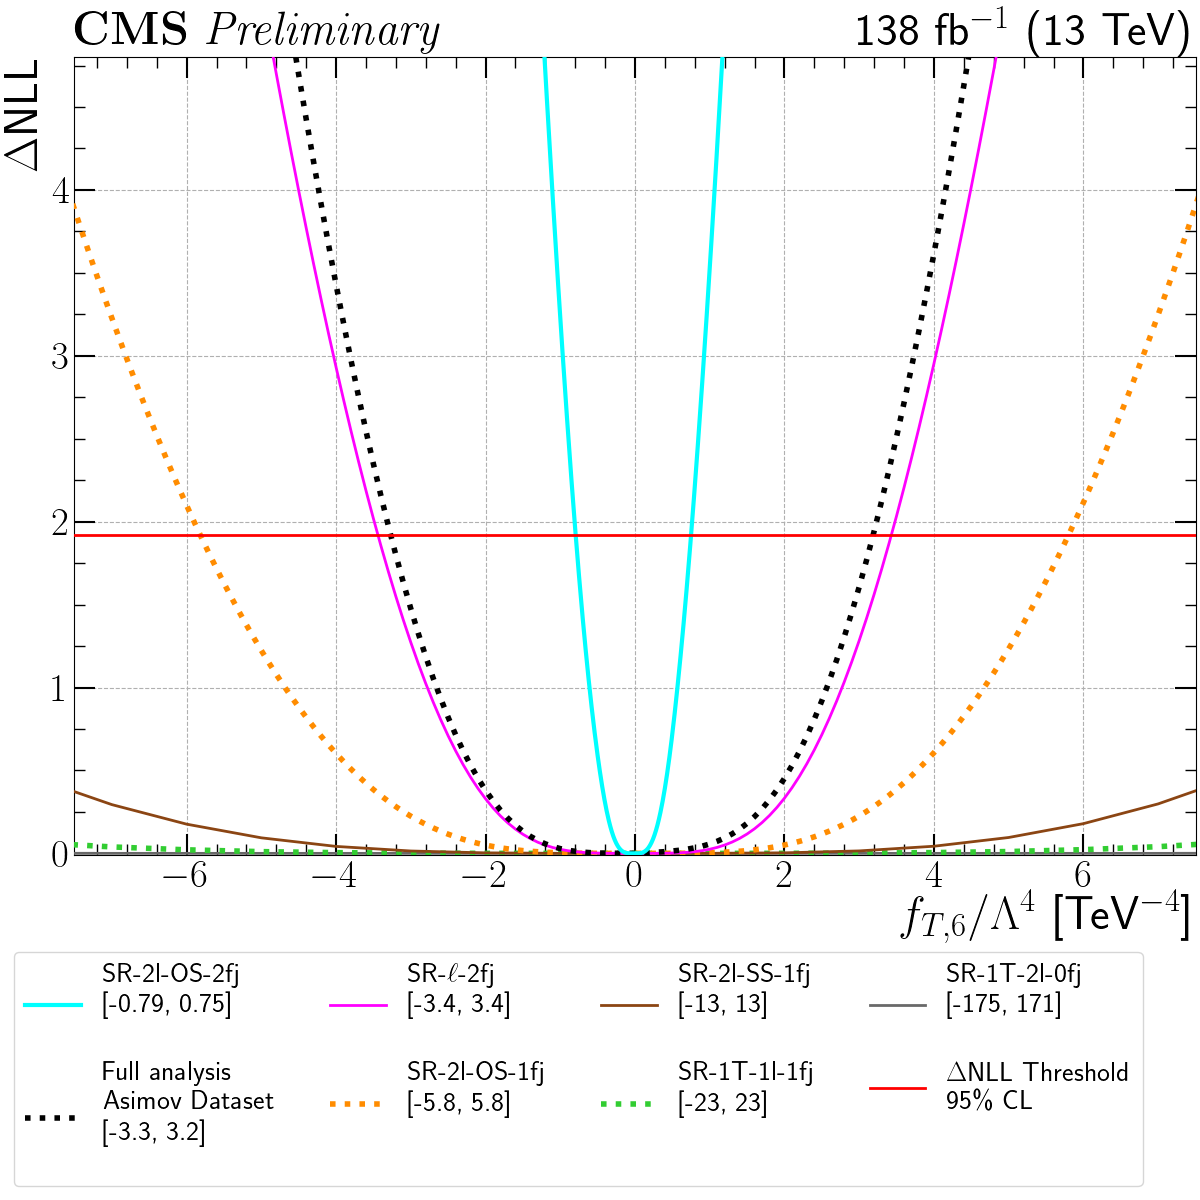 CMS Preliminary
138 fb⁻¹ (13 TeV)
ΔNLL
4
3
2
1
0
−6
−4
−2
0
2
4
6
f_{T,6}/Λ⁴ [TeV⁻⁴]
SR-2l-OS-2fj
[-0.79, 0.75]
Full analysis
Asimov Dataset
[-3.3, 3.2]
SR-ℓ-2fj
[-3.4, 3.4]
SR-2l-OS-1fj
[-5.8, 5.8]
SR-2l-SS-1fj
[-13, 13]
SR-1T-1l-1fj
[-23, 23]
SR-1T-2l-0fj
[-175, 171]
ΔNLL Threshold
95% CL